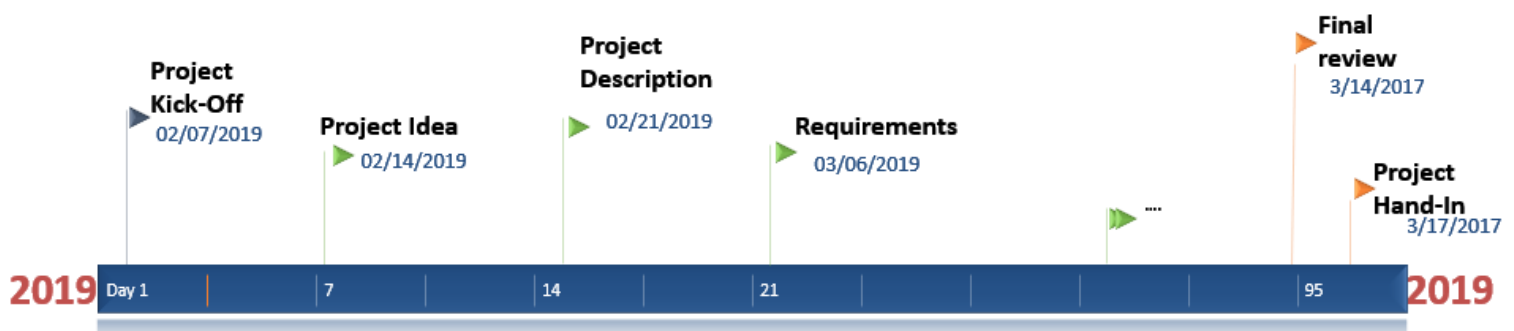 Project
Kick-Off
02/07/2019
Project Idea
02/14/2019
Project
Description
02/21/2019
Requirements
03/06/2019
....
Final
review
3/14/2017
Project
Hand-In
3/17/2017
2019 Day 1 7 14 21 95 2019